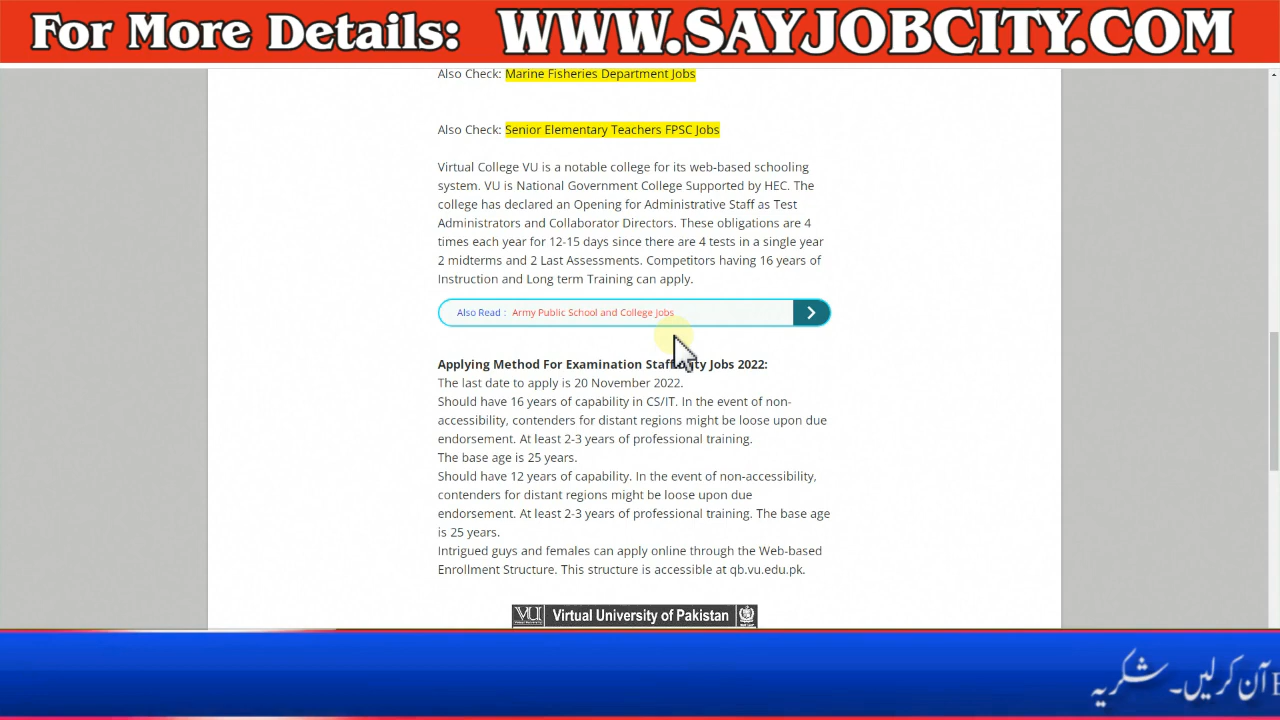 For More Details: WWW.SAYJOBCITY.COM
Also Check: Marine Fisheries Department Jobs
Also Check: Senior Elementary Teachers FPSC Jobs
Virtual College VU is a notable college for its web-based schooling
system. VU is National Government College Supported by HEC. The
college has declared an Opening for Administrative Staff as Test
Administrators and Collaborator Directors. These obligations are 4
times each year for 12-15 days since there are 4 tests in a single year
2 midterms and 2 Last Assessments. Competitors having 16 years of
Instruction and Long term Training can apply.
Also Read : Army Public School and College Jobs
Applying Method For Examination Staff Duty Jobs 2022:
The last date to apply is 20 November 2022.
Should have 16 years of capability in CS/IT. In the event of non-
accessibility, contenders for distant regions might be loose upon due
endorsement. At least 2-3 years of professional training.
The base age is 25 years.
Should have 12 years of capability. In the event of non-accessibility,
contenders for distant regions might be loose upon due
endorsement. At least 2-3 years of professional training. The base age
is 25 years.
Intrigued guys and females can apply online through the Web-based
Enrollment Structure. This structure is accessible at qb.vu.edu.pk.
VU Virtual University of Pakistan
آن کرلیں۔ شکریہ